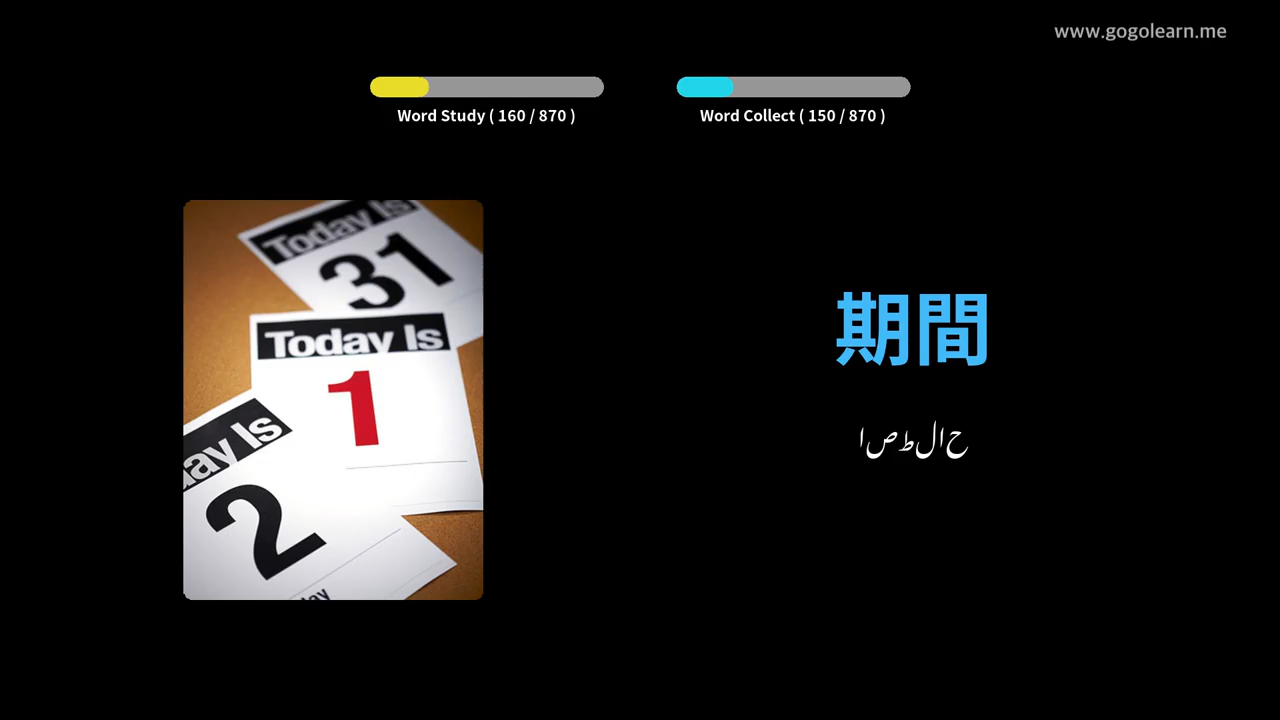 www.gogolearn.me
Word Study ( 160 / 870 )
Word Collect ( 150 / 870 )
Today Is
31
Today Is
1
ay Is
2
day
期間
اصطلاح